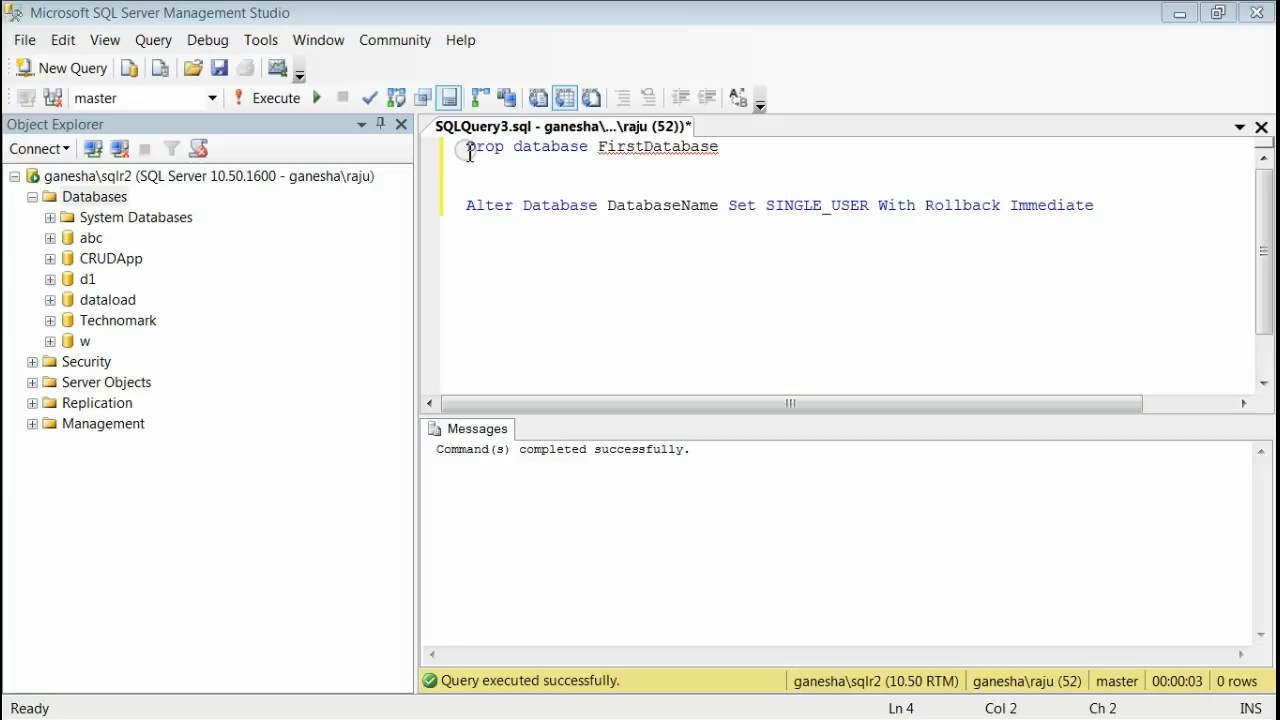 Microsoft SQL Server Management Studio
File Edit View Query Debug Tools Window Community Help
New Query
master Execute
Object Explorer
SQLQuery3.sql - ganesha\...\raju (52))*
Connect
drop database FirstDatabase
ganesha\sqlr2 (SQL Server 10.50.1600 - ganesha\raju)
Databases
Alter Database DatabaseName Set SINGLE_USER With Rollback Immediate
System Databases
abc
CRUDApp
d1
dataload
Technomark
w
Security
Server Objects
Replication
Management
Messages
Command(s) completed successfully.
Query executed successfully. ganesha\sqlr2 (10.50 RTM) ganesha\raju (52) master 00:00:03 0 rows
Ready Ln 4 Col 2 Ch 2 INS